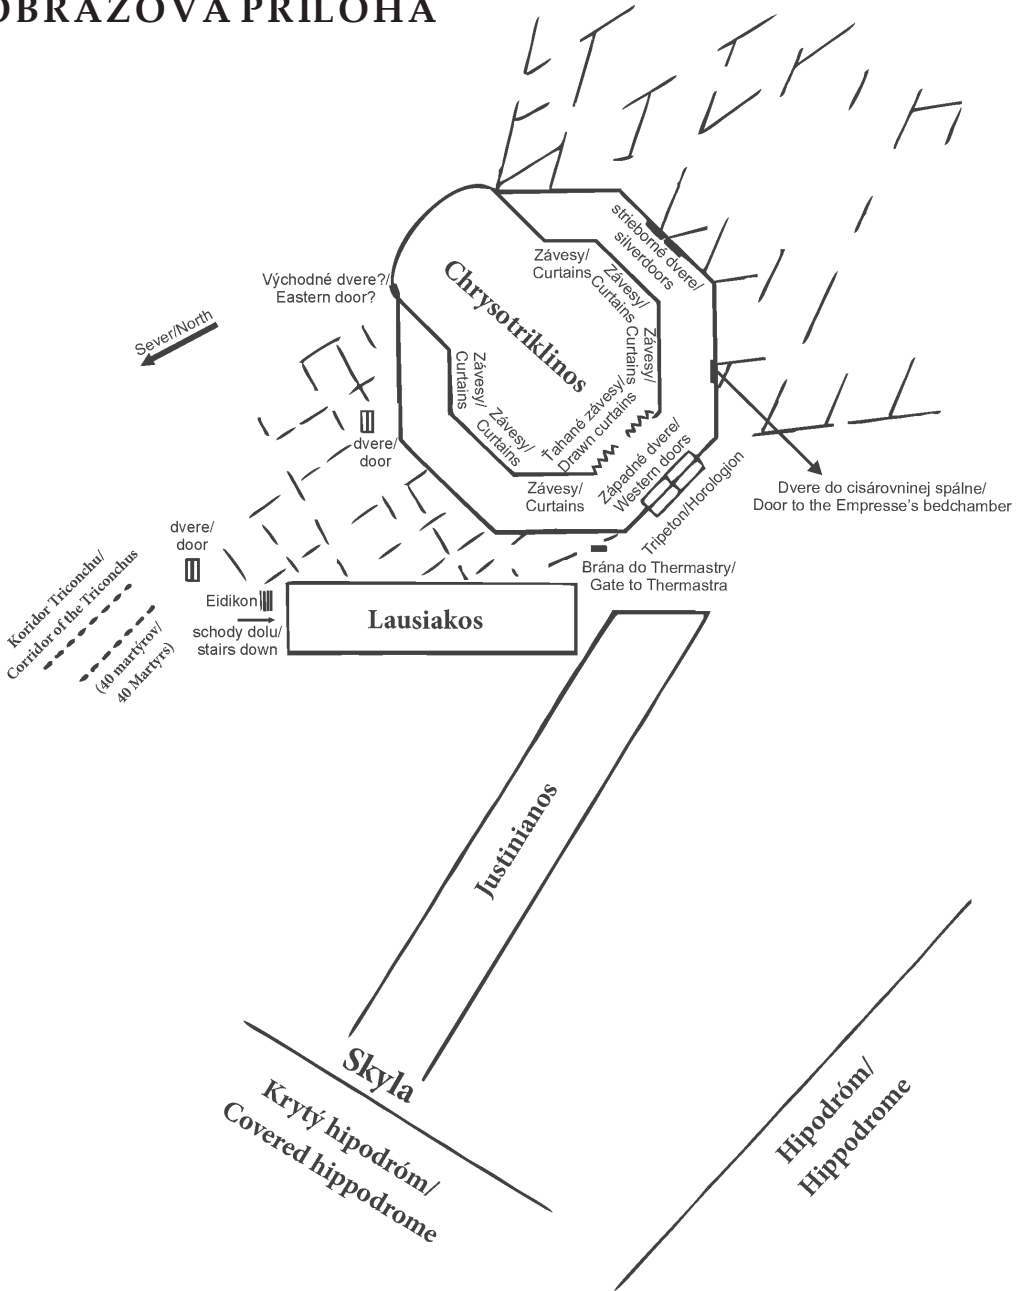 OBRAZOVÁ PRÍLOHA
strieborné dvere/
silverdoors
Závesy/
Curtains
Závesy/
Curtains
Východné dvere?/
Eastern door?
Chrysotriklinos
Sever/North
Závesy/
Curtains
Závesy/
Curtains
Závesy/
Curtains
Ťahané závesy/
Drawn curtains
Západné dvere/
Western doors
dvere/
door
Závesy/
Curtains
Tripeton/Horologion
Dvere do cisárovninej spálne/
Door to the Empresse's bedchamber
dvere/
door
Koridor Triconchu/
Corridor of the Triconchus
Brána do Thermastry/
Gate to Thermastra
Eidikon
Lausiakos
schody dolu/
stairs down
(40 martýrov/
40 Martyrs)
Justinianos
Skyla
Krytý hipodróm/
Covered hippodrome
Hipodróm/
Hippodrome